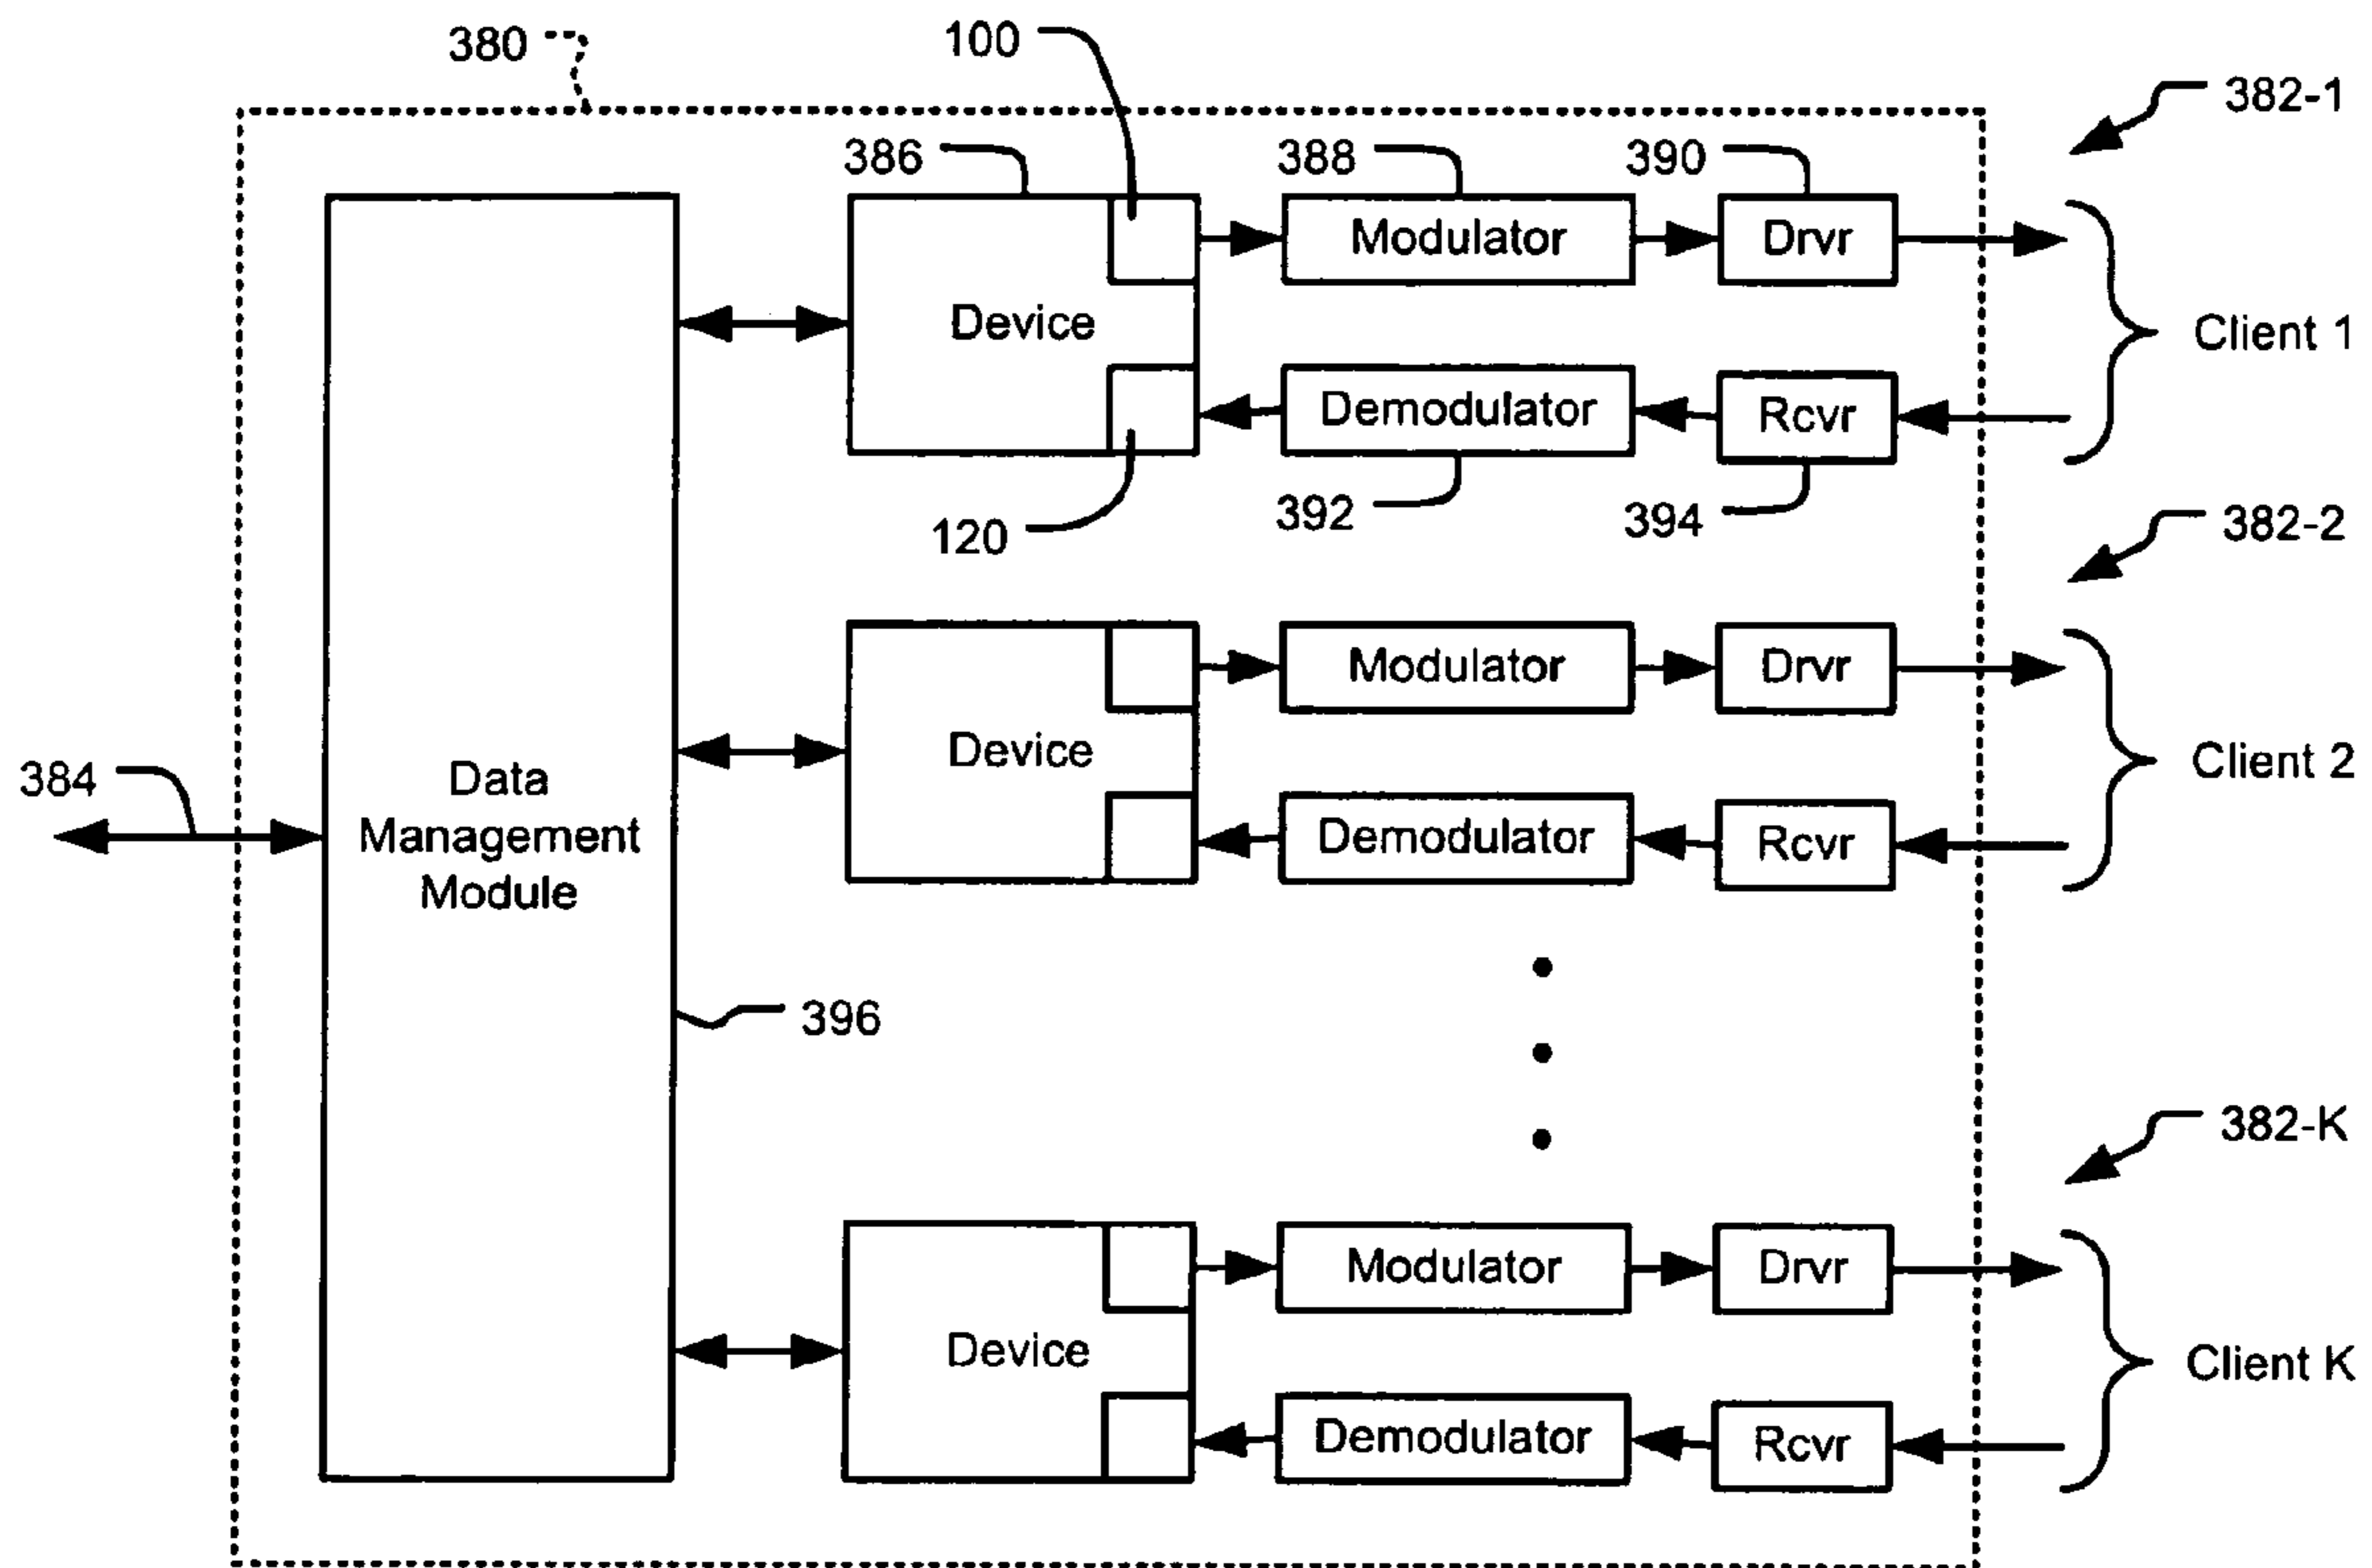 380
100
382-1
386
388
390
Modulator
Drvr
Device
Client 1
Demodulator
Rcvr
120
392
394
382-2
Modulator
Drvr
Device
Client 2
384
Data
Management
Module
Demodulator
Rcvr
396
382-K
Modulator
Drvr
Device
Client K
Demodulator
Rcvr